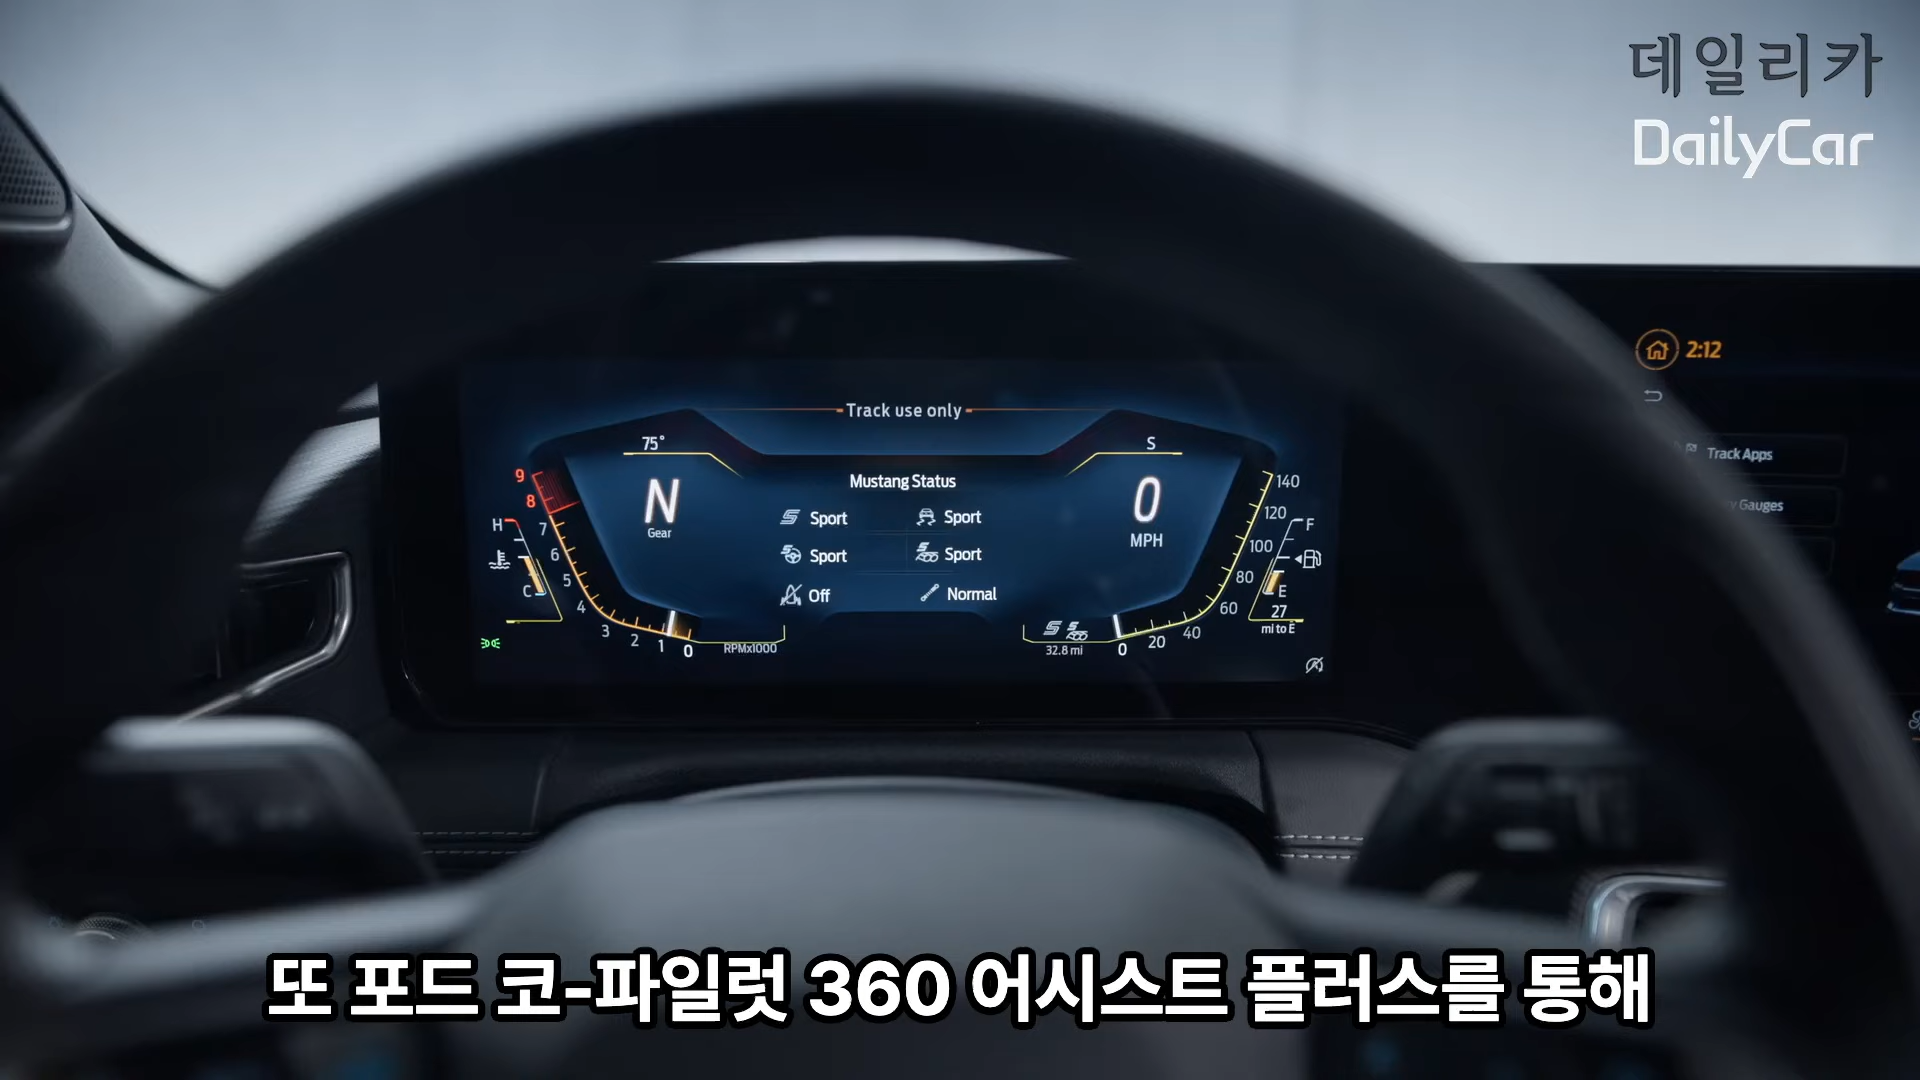 데일리카
DailyCar
2:12
Track use only
75°
S
Mustang Status
N
Gear
0
MPH
Sport
Sport
Sport
Sport
Off
Normal
9
8
7
6
5
4
3
2
1
0
RPMx1000
H
C
140
120
100
80
60
40
20
0
F
E
27
mi to E
32.8 mi
Track Apps
Gauges
또 포드 코-파일럿 360 어시스트 플러스를 통해